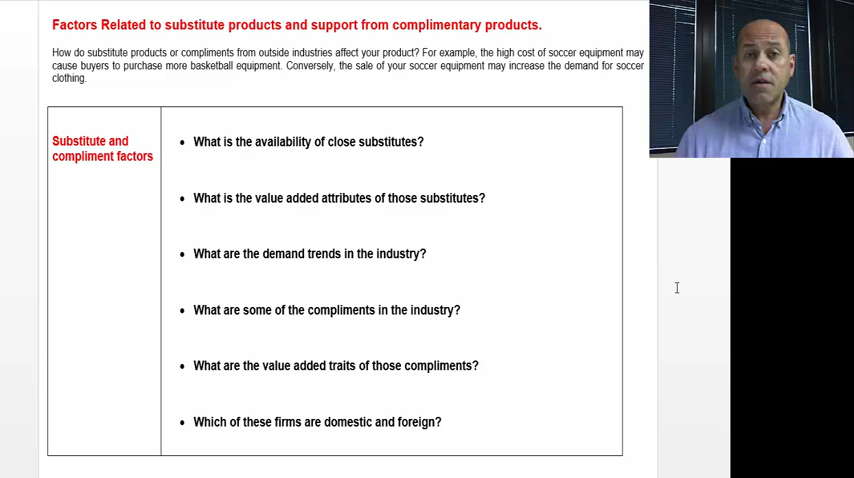 Factors Related to substitute products and support from complimentary products.
How do substitute products or compliments from outside industries affect your product? For example, the high cost of soccer equipment may
cause buyers to purchase more basketball equipment. Conversely, the sale of your soccer equipment may increase the demand for soccer
clothing.
Substitute and
compliment factors
• What is the availability of close substitutes?
• What is the value added attributes of those substitutes?
• What are the demand trends in the industry?
• What are some of the compliments in the industry?
• What are the value added traits of those compliments?
• Which of these firms are domestic and foreign?